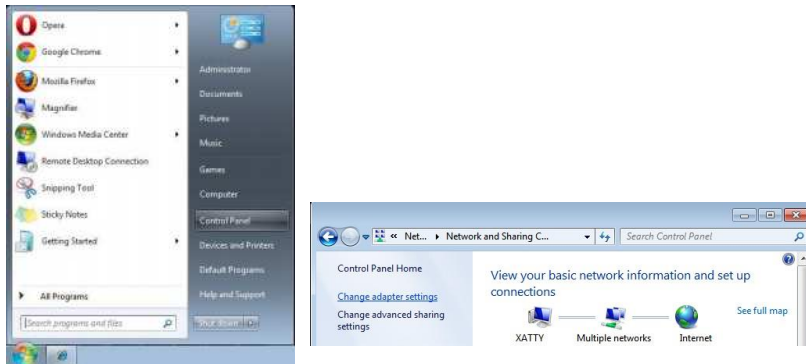 Opera
Google Chrome
Mozilla Firefox
Magnifier
Windows Media Center
Remote Desktop Connection
Snipping Tool
Sticky Notes
Getting Started
All Programs
Search programs and files
Administrator
Documents
Pictures
Music
Games
Computer
Control Panel
Devices and Printers
Default Programs
Help and Support
Shut down
« Net... Network and Sharing C...
Search Control Panel
Control Panel Home
Change adapter settings
Change advanced sharing
settings
View your basic network information and set up
connections
See full map
XATTY Multiple networks Internet